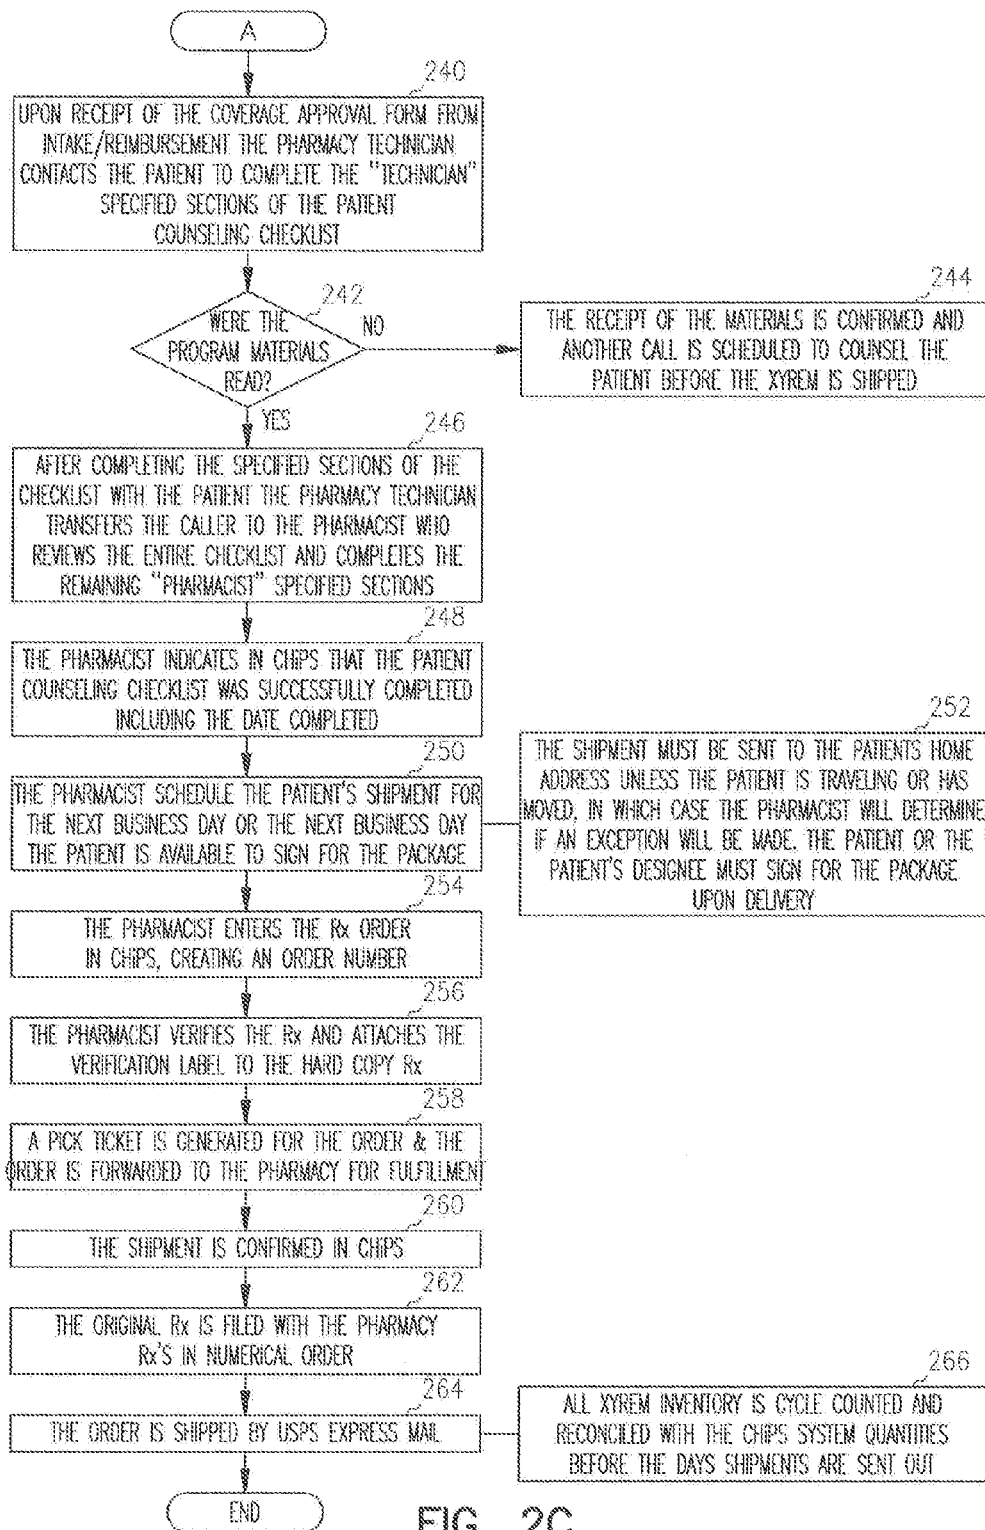 A
240
UPON RECEIPT OF THE COVERAGE APPROVAL FORM FROM
INTAKE/REIMBURSEMENT THE PHARMACY TECHNICIAN
CONTACTS THE PATIENT TO COMPLETE THE "TECHNICIAN"
SPECIFIED SECTIONS OF THE PATIENT
COUNSELING CHECKLIST
242
WERE THE
PROGRAM MATERIALS
READ?
NO
YES
244
THE RECEIPT OF THE MATERIALS IS CONFIRMED AND
ANOTHER CALL IS SCHEDULED TO COUNSEL THE
PATIENT BEFORE THE XYREM IS SHIPPED
246
AFTER COMPLETING THE SPECIFIED SECTIONS OF THE
CHECKLIST WITH THE PATIENT THE PHARMACY TECHNICIAN
TRANSFERS THE CALLER TO THE PHARMACIST WHO
REVIEWS THE ENTIRE CHECKLIST AND COMPLETES THE
REMAINING "PHARMACIST" SPECIFIED SECTIONS
248
THE PHARMACIST INDICATES IN CHIPS THAT THE PATIENT
COUNSELING CHECKLIST WAS SUCCESSFULLY COMPLETED
INCLUDING THE DATE COMPLETED
250
THE PHARMACIST SCHEDULE THE PATIENT'S SHIPMENT FOR
THE NEXT BUSINESS DAY OR THE NEXT BUSINESS DAY
THE PATIENT IS AVAILABLE TO SIGN FOR THE PACKAGE
252
THE SHIPMENT MUST BE SENT TO THE PATIENTS HOME
ADDRESS UNLESS THE PATIENT IS TRAVELING OR HAS
MOVED, IN WHICH CASE THE PHARMACIST WILL DETERMINE
IF AN EXCEPTION WILL BE MADE. THE PATIENT OR THE
PATIENT'S DESIGNEE MUST SIGN FOR THE PACKAGE
UPON DELIVERY
254
THE PHARMACIST ENTERS THE Rx ORDER
IN CHIPS, CREATING AN ORDER NUMBER
256
THE PHARMACIST VERIFIES THE Rx AND ATTACHES THE
VERIFICATION LABEL TO THE HARD COPY Rx
258
A PICK TICKET IS GENERATED FOR THE ORDER & THE
ORDER IS FORWARDED TO THE PHARMACY FOR FULFILLMENT
260
THE SHIPMENT IS CONFIRMED IN CHIPS
262
THE ORIGINAL Rx IS FILED WITH THE PHARMACY
Rx'S IN NUMERICAL ORDER
264
THE ORDER IS SHIPPED BY USPS EXPRESS MAIL
266
ALL XYREM INVENTORY IS CYCLE COUNTED AND
RECONCILED WITH THE CHIPS SYSTEM QUANTITIES
BEFORE THE DAYS SHIPMENTS ARE SENT OUT
END
FIG. 2C